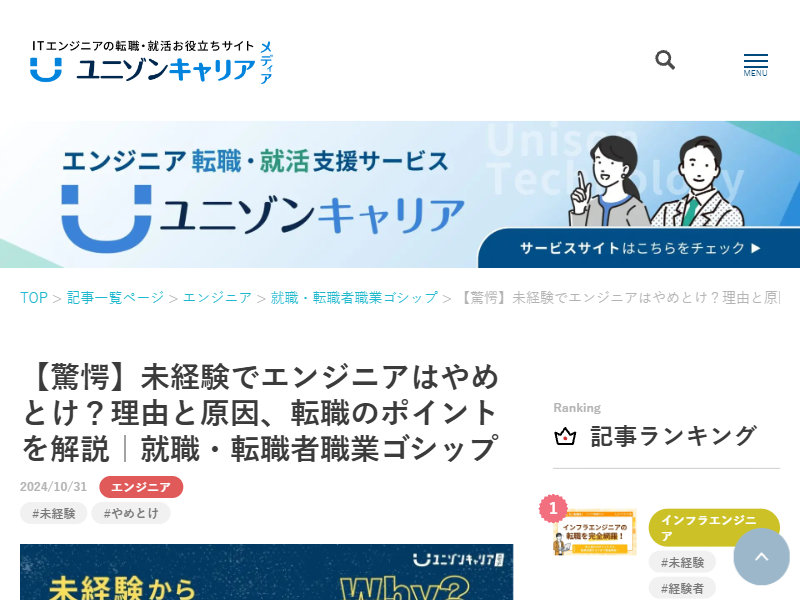 ITエンジニアの転職・就活お役立ちサイト
ユニゾンキャリア
メディア
MENU
Unison
Technology
エンジニア転職・就活支援サービス
ユニゾンキャリア
サービスサイトはこちらをチェック ▶
TOP > 記事一覧ページ > エンジニア > 就職・転職者職業ゴシップ > 【驚愕】未経験でエンジニアはやめとけ？理由と原
【驚愕】未経験でエンジニアはやめ
とけ？理由と原因、転職のポイント
を解説｜就職・転職者職業ゴシップ
2024/10/31 エンジニア
#未経験 #やめとけ
ユニゾンキャリア
未経験から
Why?
Ranking
記事ランキング
1
インフラエンジニアの
転職を完全網羅！
インフラエンジニ
ア
#未経験
#経験者